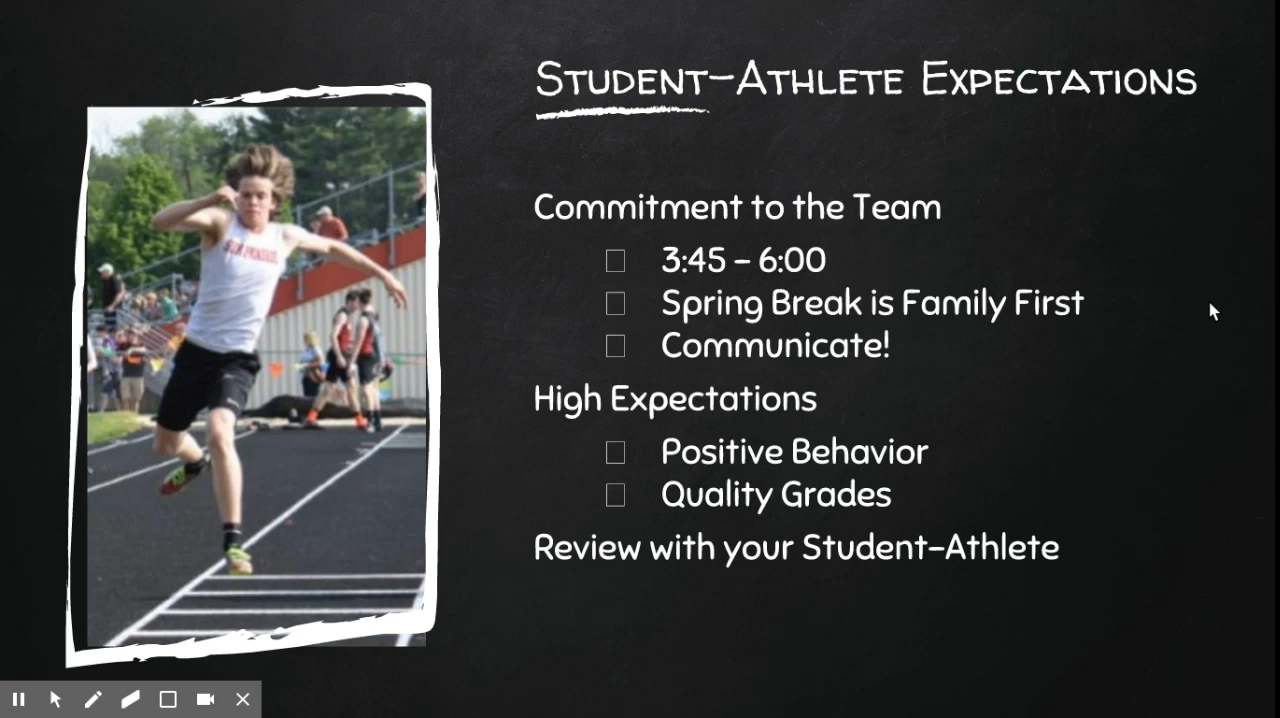 Student-Athlete Expectations
Commitment to the Team
3:45 – 6:00
Spring Break is Family First
Communicate!
High Expectations
Positive Behavior
Quality Grades
Review with your Student-Athlete